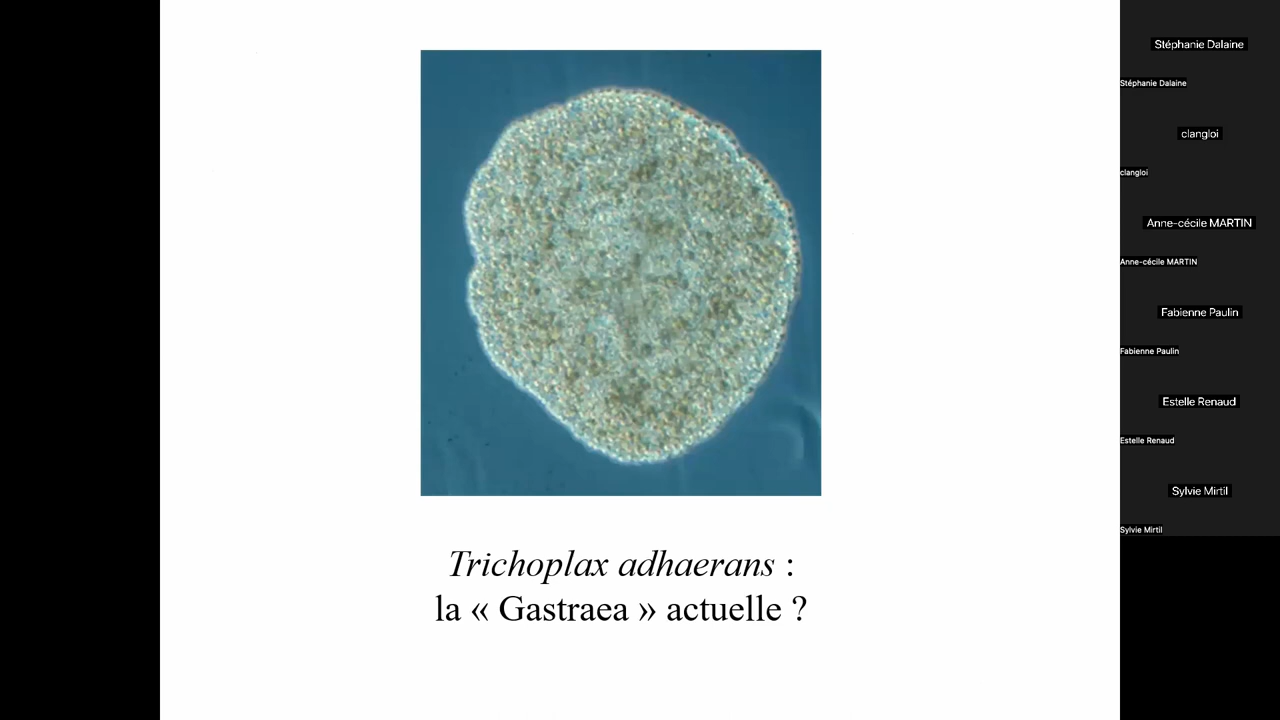 Trichoplax adhaerans :
la « Gastraea » actuelle ?
Stéphanie Dalaine
Stéphanie Dalaine
clangloi
clangloi
Anne-cécile MARTIN
Anne-cécile MARTIN
Fabienne Paulin
Fabienne Paulin
Estelle Renaud
Estelle Renaud
Sylvie Mirtil
Sylvie Mirtil